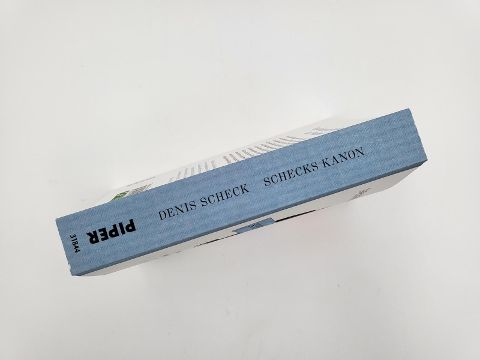 DENIS SCHECK SCHECKS KANON
PIPER
31844